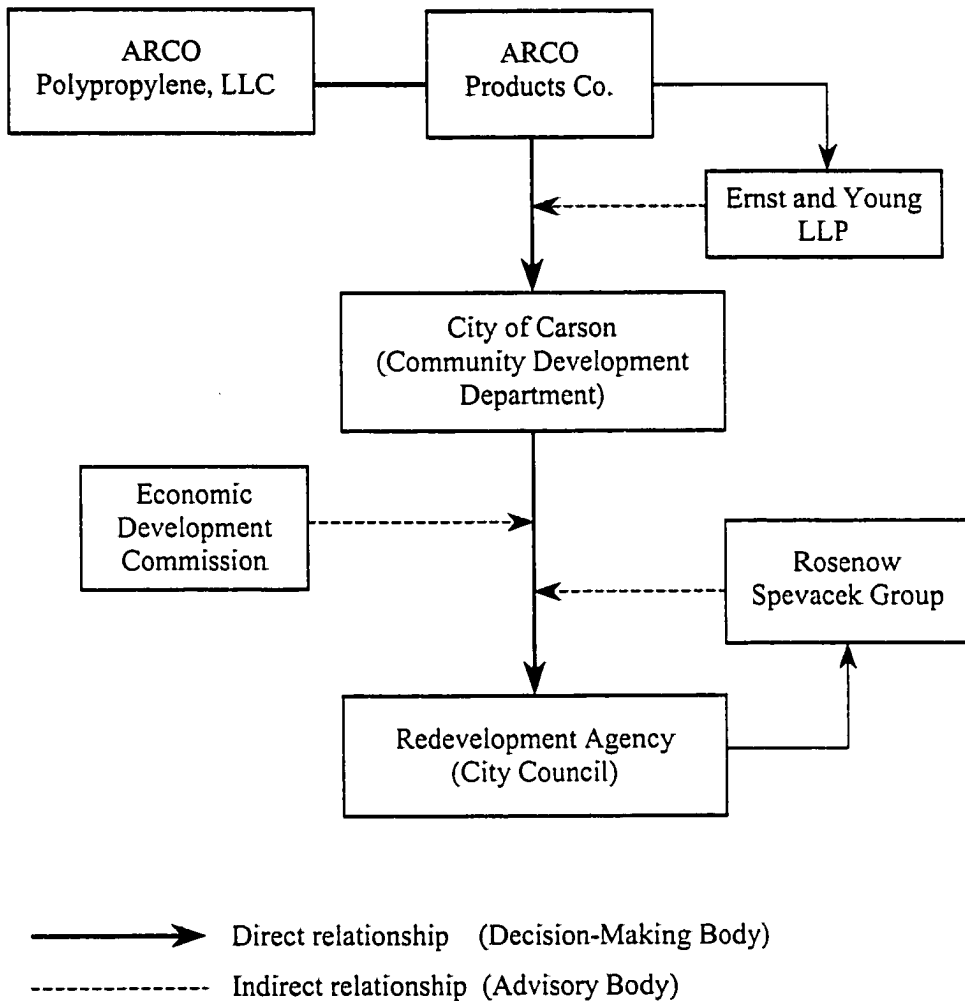 ARCO
Polypropylene, LLC
ARCO
Products Co.
Ernst and Young
LLP
City of Carson
(Community Development
Department)
Economic
Development
Commission
Rosenow
Spevacek Group
Redevelopment Agency
(City Council)
Direct relationship (Decision-Making Body)
Indirect relationship (Advisory Body)